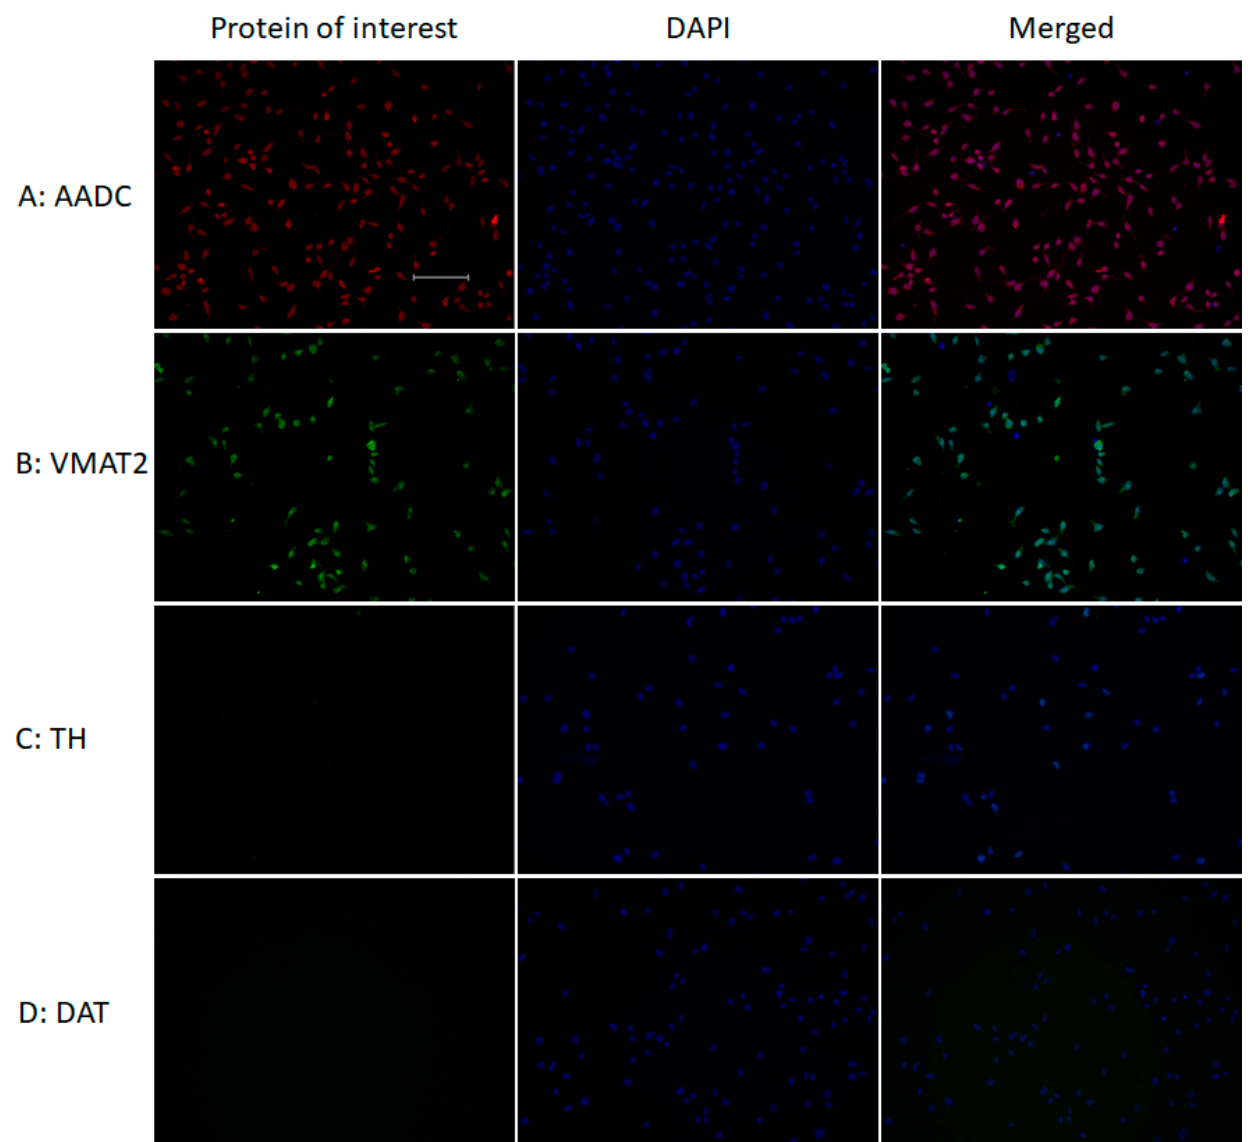 Protein of interest
DAPI
Merged
A: AADC
B: VMAT2
C: TH
D: DAT